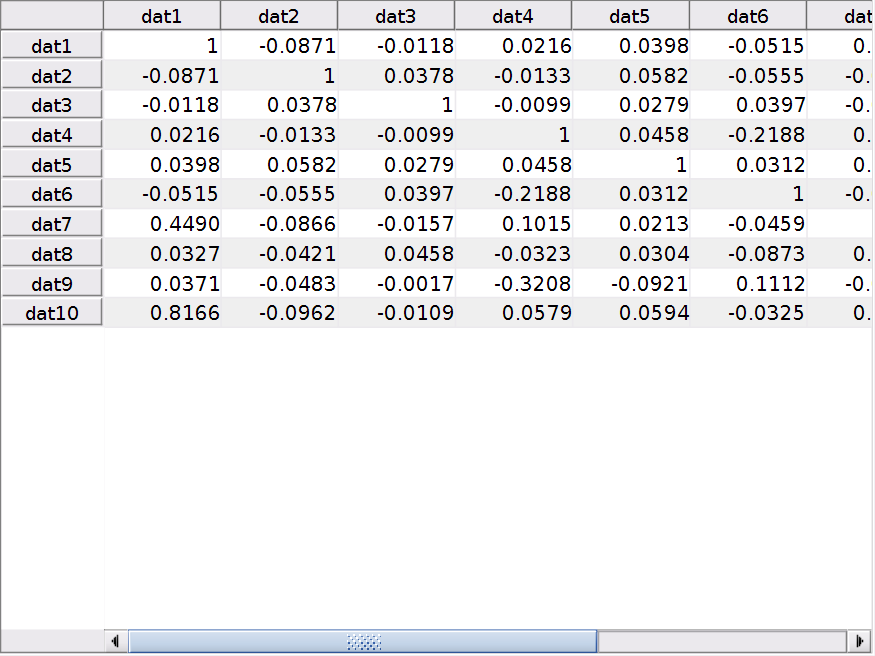 dat1 dat2 dat3 dat4 dat5 dat6 dat
dat1 1 -0.0871 -0.0118 0.0216 0.0398 -0.0515 0.
dat2 -0.0871 1 0.0378 -0.0133 0.0582 -0.0555 -0.
dat3 -0.0118 0.0378 1 -0.0099 0.0279 0.0397 -0.
dat4 0.0216 -0.0133 -0.0099 1 0.0458 -0.2188 0.
dat5 0.0398 0.0582 0.0279 0.0458 1 0.0312 0.
dat6 -0.0515 -0.0555 0.0397 -0.2188 0.0312 1 -0.
dat7 0.4490 -0.0866 -0.0157 0.1015 0.0213 -0.0459
dat8 0.0327 -0.0421 0.0458 -0.0323 0.0304 -0.0873 0.
dat9 0.0371 -0.0483 -0.0017 -0.3208 -0.0921 0.1112 -0.
dat10 0.8166 -0.0962 -0.0109 0.0579 0.0594 -0.0325 0.